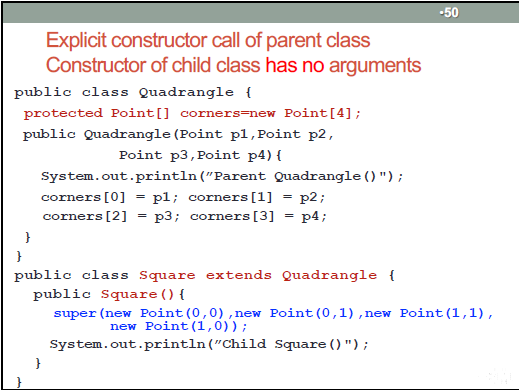 •50
Explicit constructor call of parent class
Constructor of child class has no arguments
public class Quadrangle {
protected Point[] corners=new Point[4];
public Quadrangle(Point p1,Point p2,
Point p3,Point p4){
System.out.println(”Parent Quadrangle()");
corners[0] = p1; corners[1] = p2;
corners[2] = p3; corners[3] = p4;
}
}
public class Square extends Quadrangle {
public Square(){
super(new Point(0,0),new Point(0,1),new Point(1,1),
new Point(1,0));
System.out.println(”Child Square()");
}
}